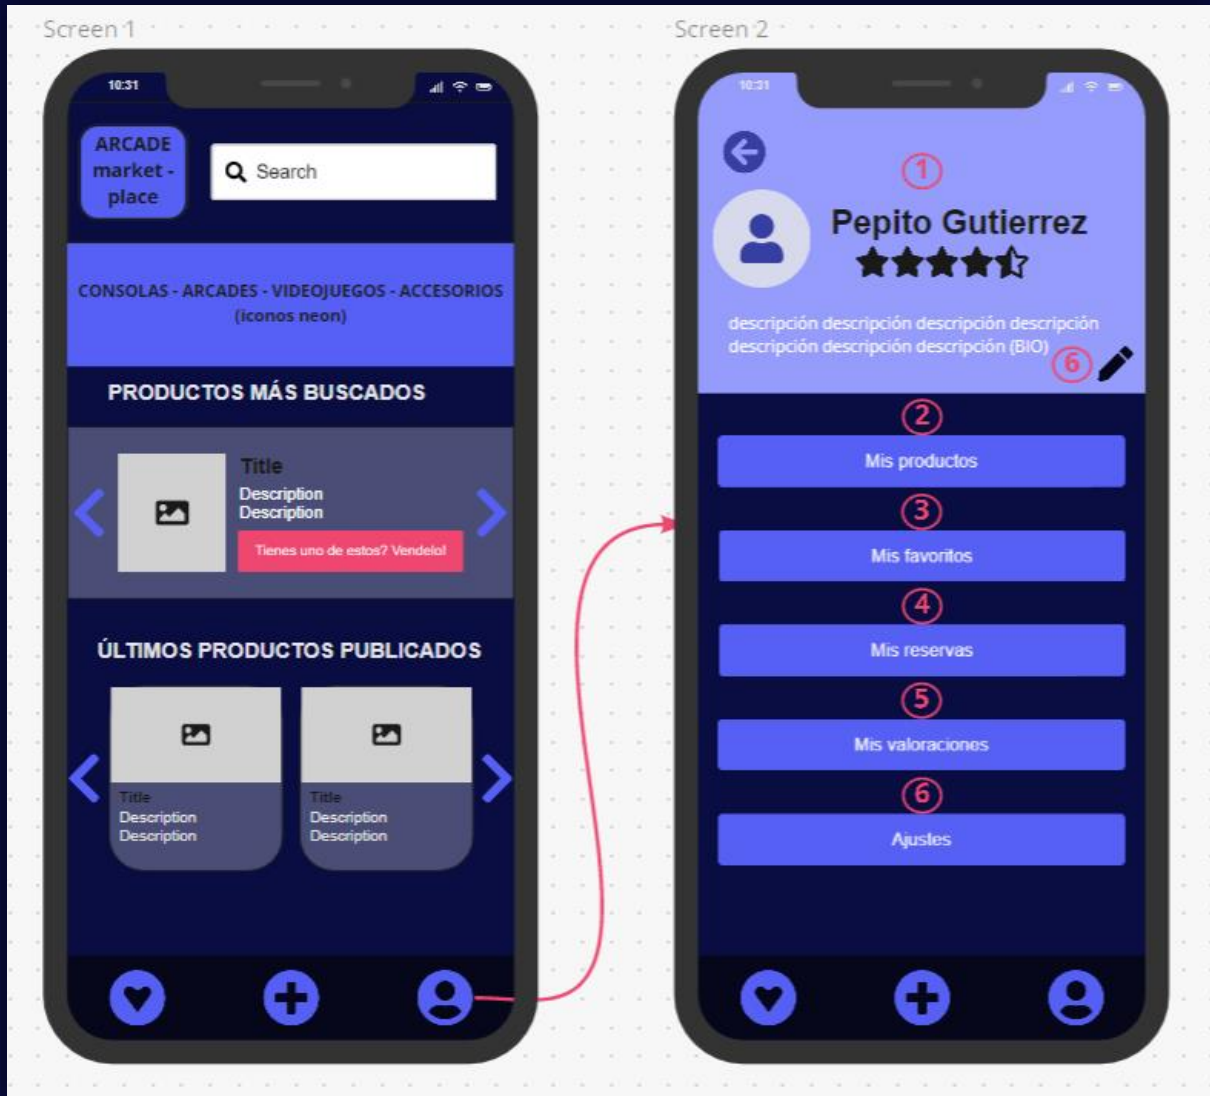 Screen 1
10:31
ARCADE
market -
place
Search
CONSOLAS - ARCADES - VIDEOJUEGOS - ACCESORIOS
(iconos neon)
PRODUCTOS MÁS BUSCADOS
Title
Description
Description
Tienes uno de estos? Vendelo!
ÚLTIMOS PRODUCTOS PUBLICADOS
Title
Description
Description
Title
Description
Description
Screen 2
10:31
1
Pepito Gutierrez
descripción descripción descripción descripción
descripción descripción descripción (BIO)
6
2
Mis productos
3
Mis favoritos
4
Mis reservas
5
Mis valoraciones
6
Ajustes